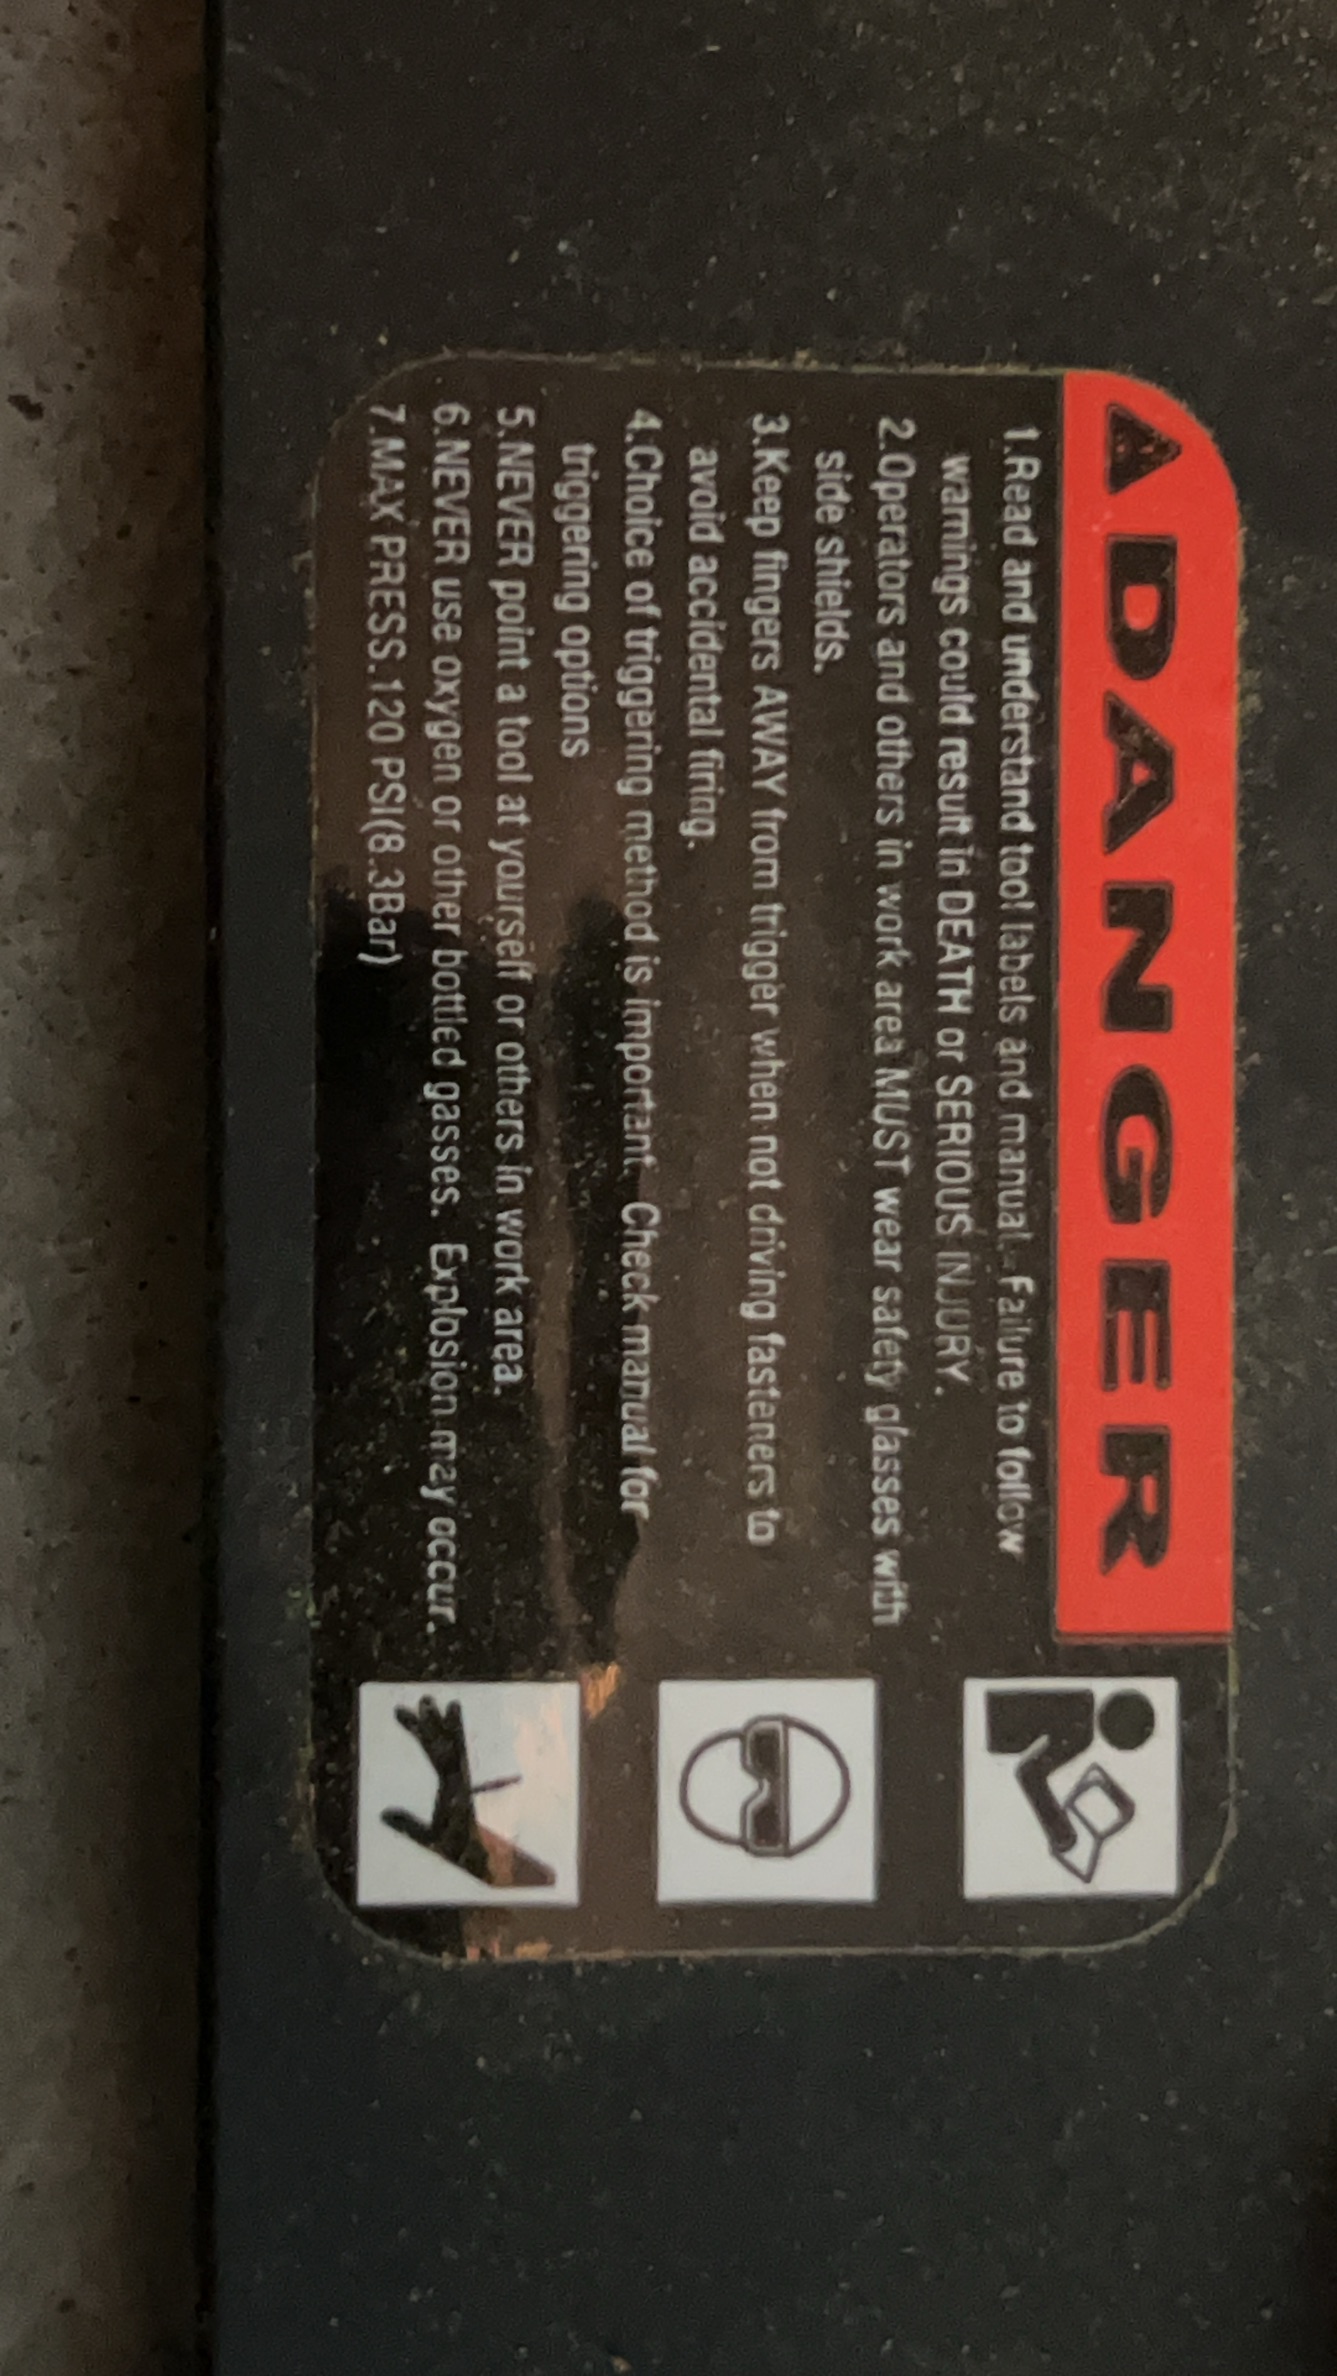 DANGER
1.Read and understand tool labels and manual. Failure to follow
warnings could result in DEATH or SERIOUS INJURY.
2.Operators and others in work area MUST wear safety glasses with
side shields.
3.Keep fingers AWAY from trigger when not driving fasteners to
avoid accidental firing.
4.Choice of triggering method is important. Check manual for
triggering options
5.NEVER point a tool at yourself or others in work area.
6.NEVER use oxygen or other bottled gasses. Explosion may occur.
7.MAX PRESS.120 PSI(8.3Bar)